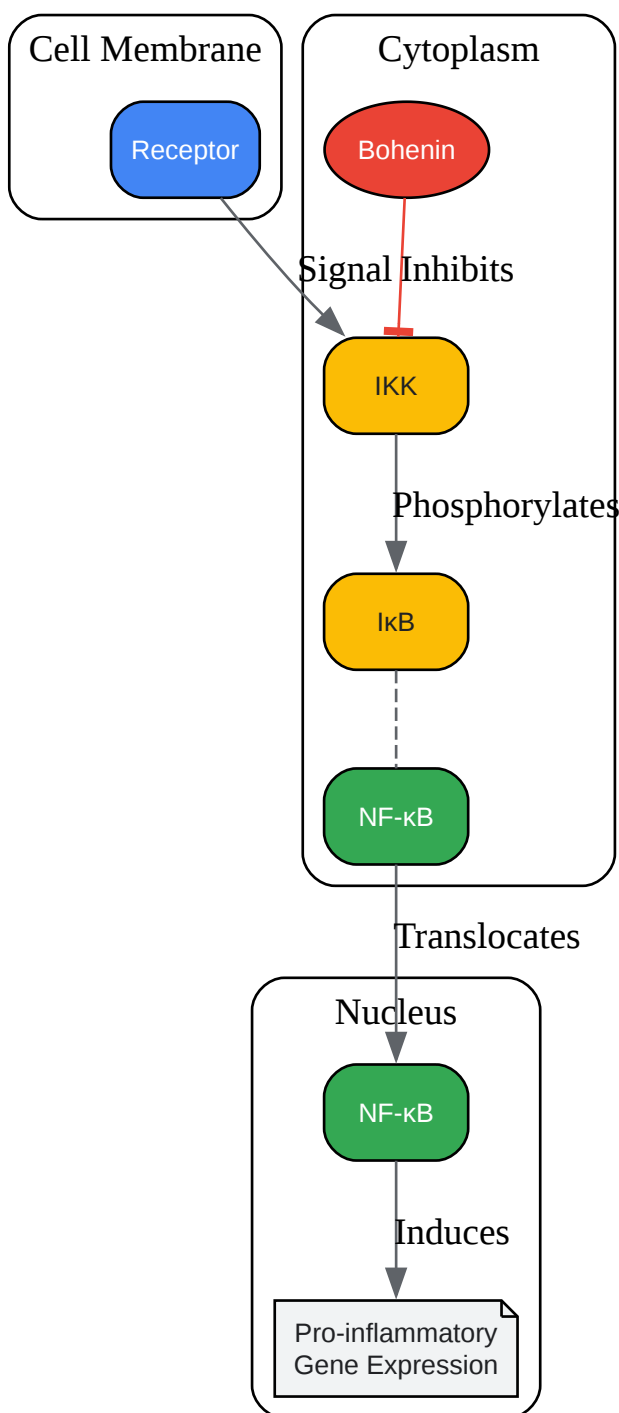 Cell Membrane
Cytoplasm
Receptor
Bohenin
Signal
Inhibits
IKK
Phosphorylates
IκB
NF-κB
Translocates
Nucleus
NF-κB
Induces
Pro-inflammatory
Gene Expression